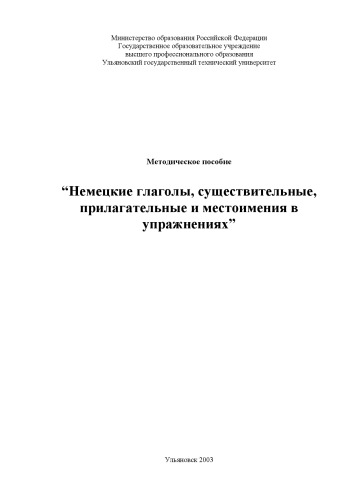 Министерство образования Российской Федерации
Государственное образовательное учреждение
высшего профессионального образования
Ульяновский государственный технический университет
Методическое пособие
“Немецкие глаголы, существительные,
прилагательные и местоимения в
упражнениях”
Ульяновск 2003